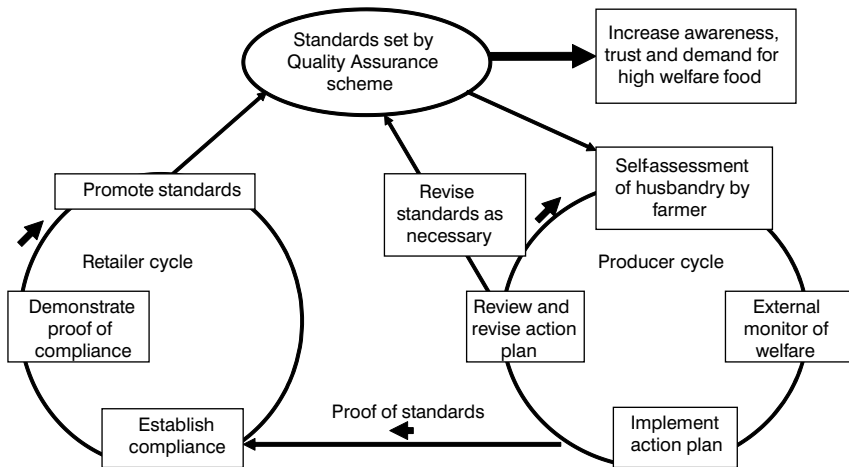 Standards set by
Quality Assurance
scheme
Increase awareness,
trust and demand for
high welfare food
Promote standards
Revise
standards as
necessary
Self-assessment
of husbandry by
farmer
Retailer cycle
Producer cycle
Demonstrate
proof of
compliance
Review and
revise action
plan
External
monitor of
welfare
Establish
compliance
Proof of standards
Implement
action plan